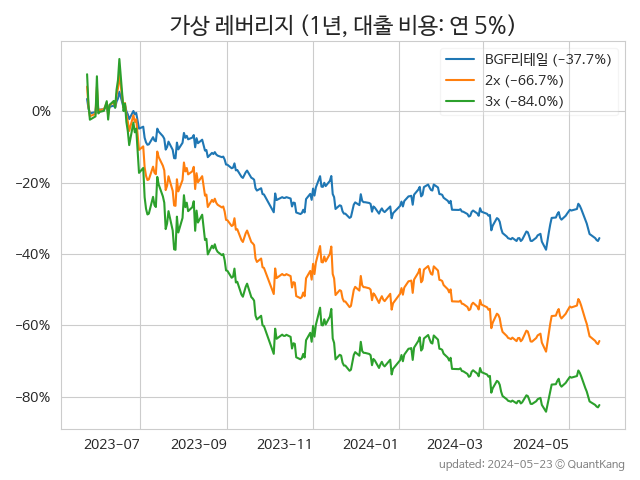 가상 레버리지 (1년, 대출 비용: 연 5%)
BGF리테일 (−37.7%)
2x (−66.7%)
3x (−84.0%)
0%
−20%
−40%
−60%
−80%
2023-07 2023-09 2023-11 2024-01 2024-03 2024-05
updated: 2024-05-23 © QuantKang